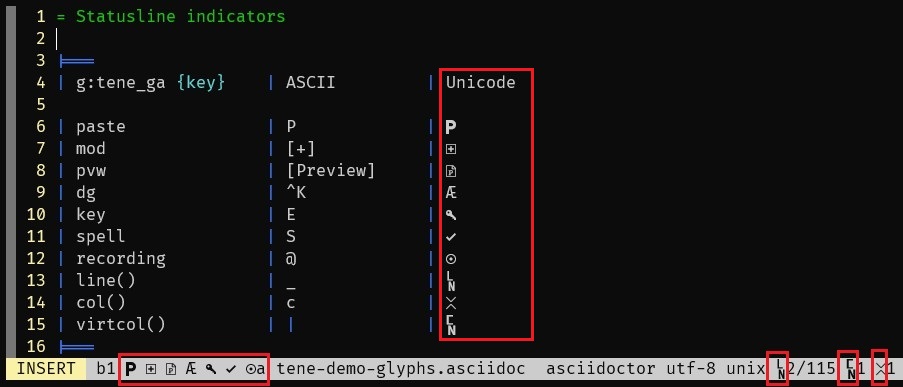 1 = Statusline indicators
2
3 |====
4 | g:tene_ga {key} | ASCII | Unicode
5
6 | paste | P | P
7 | mod | [+] | ⊞
8 | pvw | [Preview] |
9 | dg | ^K | Æ
10 | key | E |
11 | spell | S | ✓
12 | recording | @ | ⊙
13 | line() | _ | LN
14 | col() | c |
15 | virtcol() | | |
16 |====
INSERT b1 P ⊞ Æ ✓ ⊙a tene-demo-glyphs.asciidoc asciidoctor utf-8 unix LN 2/115 1 1